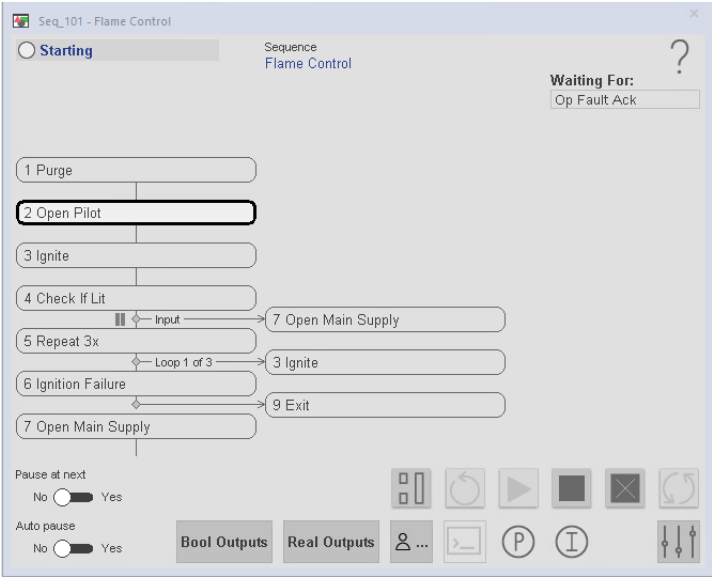 Seq_101 - Flame Control
Starting
Sequence
Flame Control
?
Waiting For:
Op Fault Ack
1 Purge
2 Open Pilot
3 Ignite
4 Check If Lit
Input
7 Open Main Supply
5 Repeat 3x
Loop 1 of 3
3 Ignite
6 Ignition Failure
9 Exit
7 Open Main Supply
Pause at next
No Yes
Auto pause
No Yes
Bool Outputs
Real Outputs
...
>_
P
I